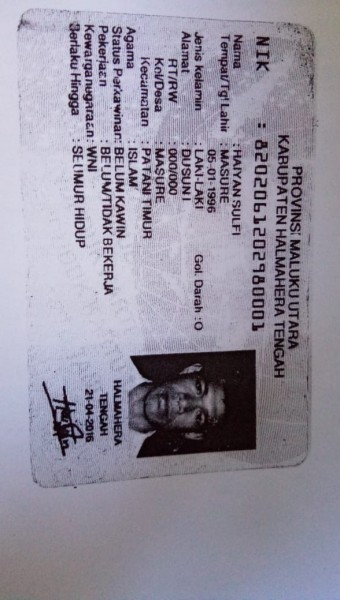 PROVINSI MALUKU UTARA
KABUPATEN HALMAHERA TENGAH
NIK : 8202061202980001
Nama : HAIYAN SULFI
Tempat/Tgl Lahir : MASURE
05-01-1996
Jenis kelamin : LAKI-LAKI Gol. Darah : O
Alamat : DUSUN I
RT/RW : 000/000
Kel/Desa : MASURE
Kecamatan : PATANI TIMUR
Agama : ISLAM
Status Perkawinan: BELUM KAWIN
Pekerjaan : BELUM/TIDAK BEKERJA
Kewarganegaraan: WNI
Berlaku Hingga : SEUMUR HIDUP
HALMAHERA
TENGAH
21-04-2016